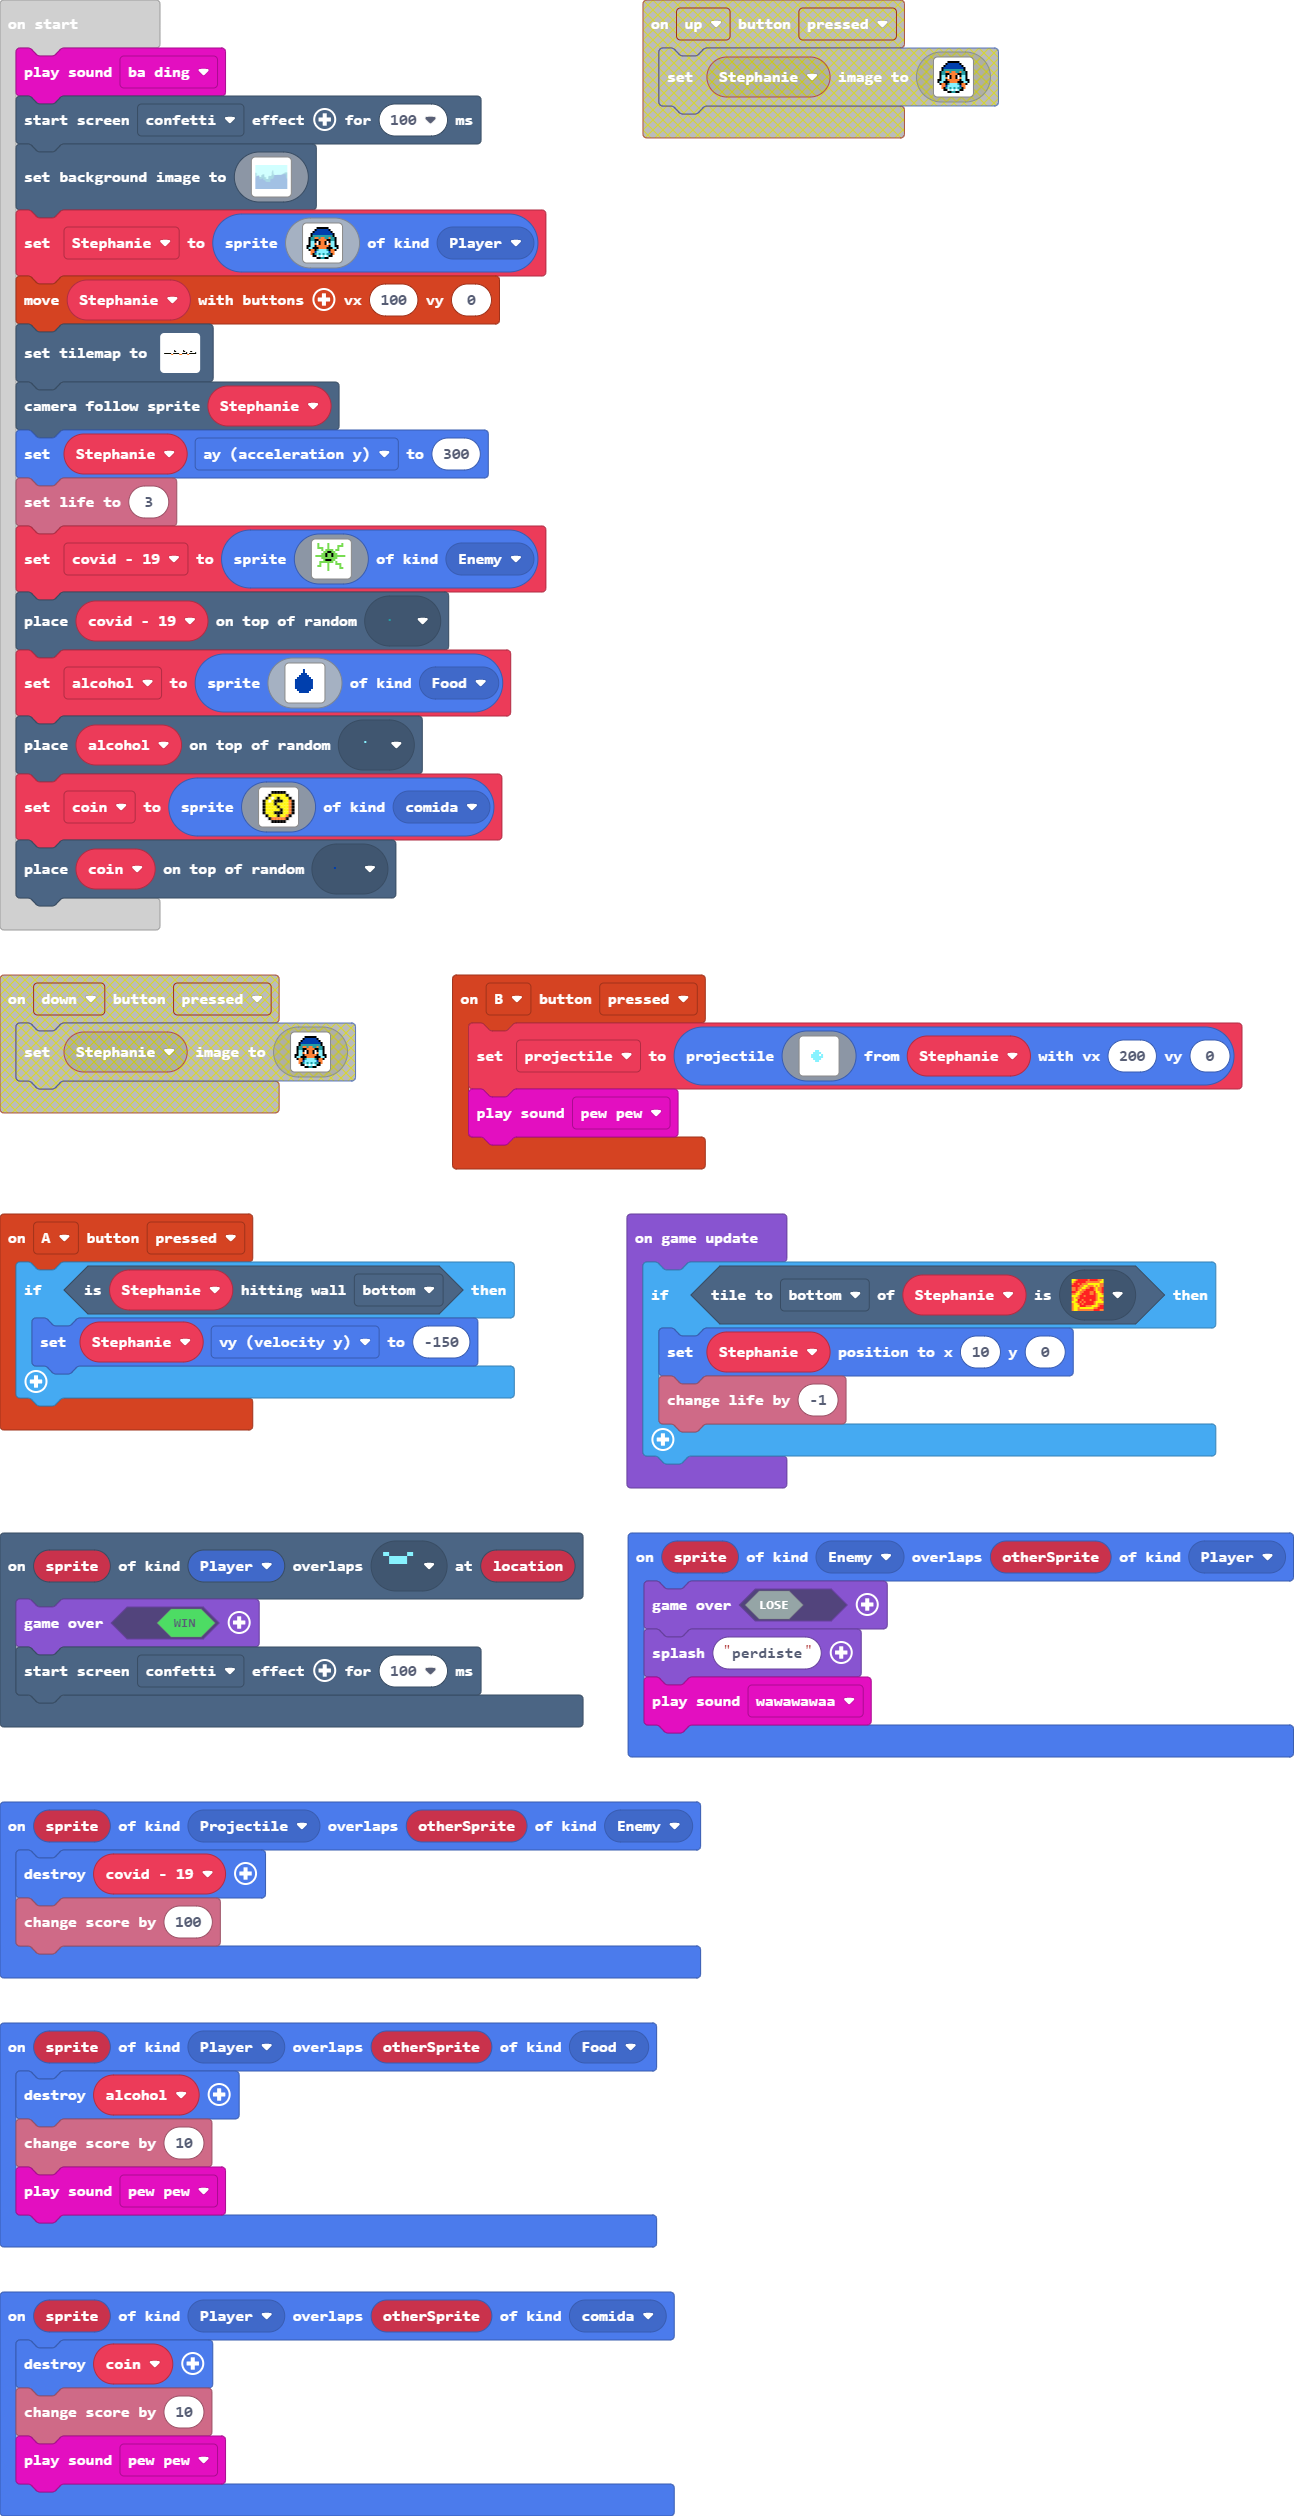 on start
play sound ba ding
start screen confetti effect for 100 ms
set background image to
set Stephanie to sprite of kind Player
move Stephanie with buttons vx 100 vy 0
set tilemap to
camera follow sprite Stephanie
set Stephanie ay (acceleration y) to 300
set life to 3
set covid - 19 to sprite of kind Enemy
place covid - 19 on top of random
set alcohol to sprite of kind Food
place alcohol on top of random
set coin to sprite $ of kind comida
place coin on top of random
on up button pressed
set Stephanie image to
on down button pressed
set Stephanie image to
on B button pressed
set projectile to projectile from Stephanie with vx 200 vy 0
play sound pew pew
on A button pressed
if is Stephanie hitting wall bottom then
set Stephanie vy (velocity y) to -150
on game update
if tile to bottom of Stephanie is then
set Stephanie position to x 10 y 0
change life by -1
on sprite of kind Player overlaps at location
game over WIN
start screen confetti effect for 100 ms
on sprite of kind Enemy overlaps otherSprite of kind Player
game over LOSE
splash "perdiste"
play sound wawawawaa
on sprite of kind Projectile overlaps otherSprite of kind Enemy
destroy covid - 19
change score by 100
on sprite of kind Player overlaps otherSprite of kind Food
destroy alcohol
change score by 10
play sound pew pew
on sprite of kind Player overlaps otherSprite of kind comida
destroy coin
change score by 10
play sound pew pew